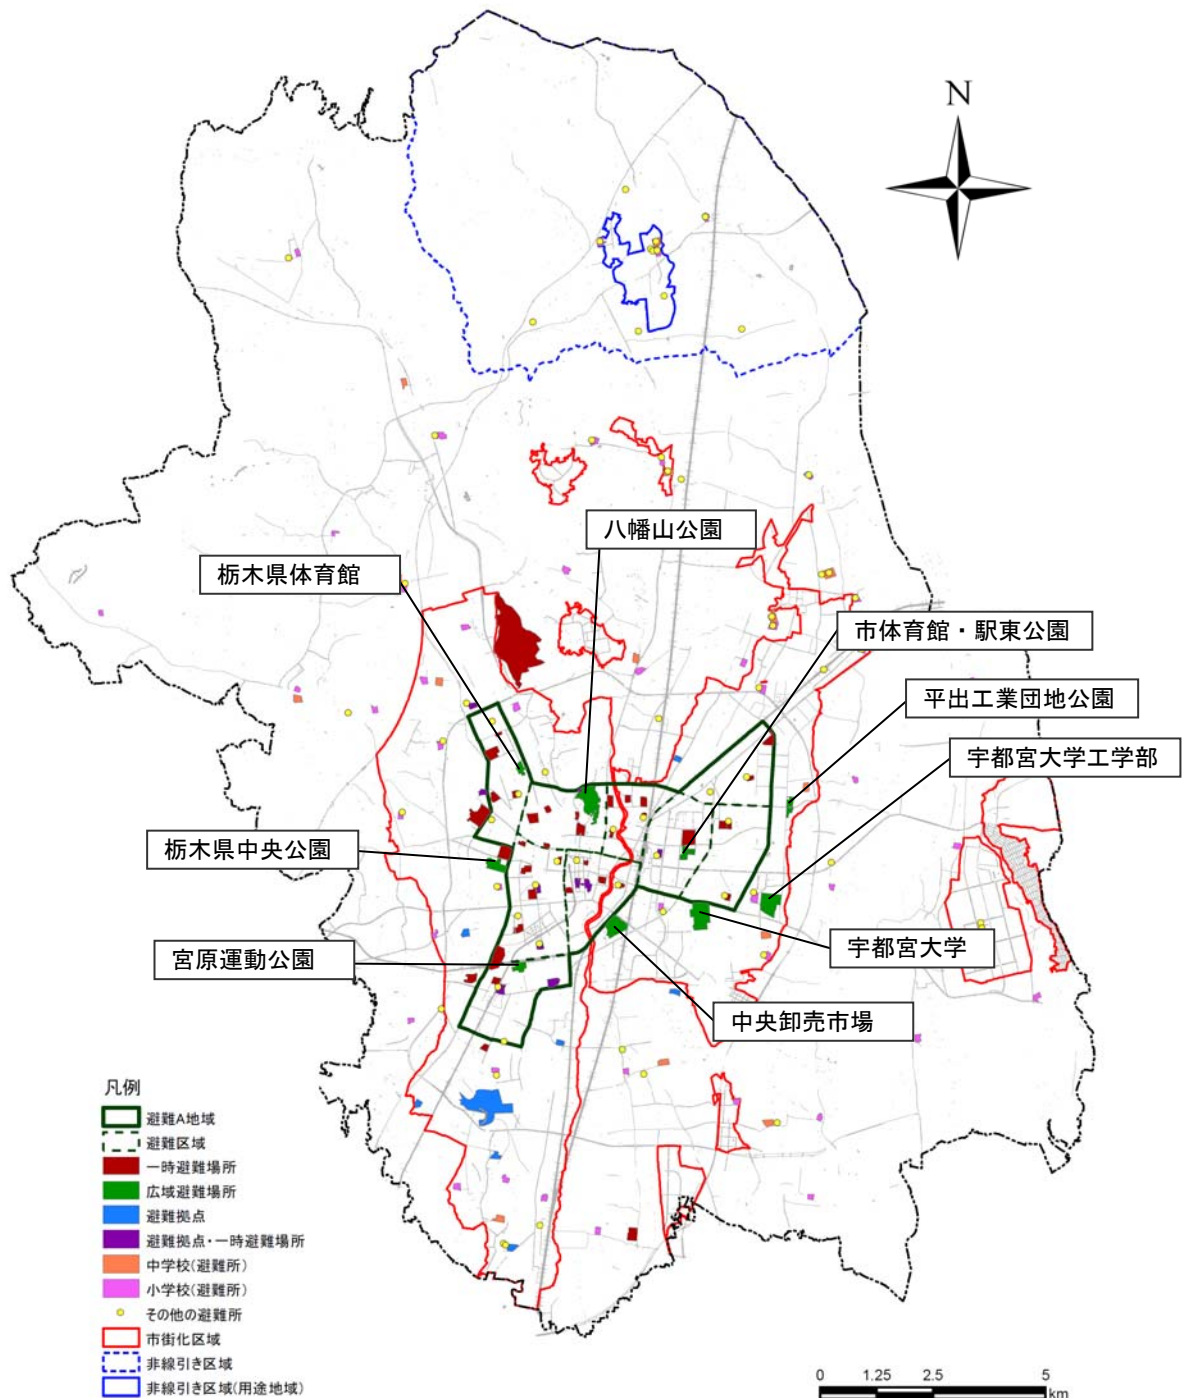 N
八幡山公園
栃木県体育館
市体育館・駅東公園
平出工業団地公園
宇都宮大学工学部
栃木県中央公園
宇都宮大学
宮原運動公園
中央卸売市場
凡例
避難A地域
避難区域
一時避難場所
広域避難場所
避難拠点
避難拠点・一時避難場所
中学校(避難所)
小学校(避難所)
その他の避難所
市街化区域
非線引き区域
非線引き区域(用途地域)
0 1.25 2.5 5
km